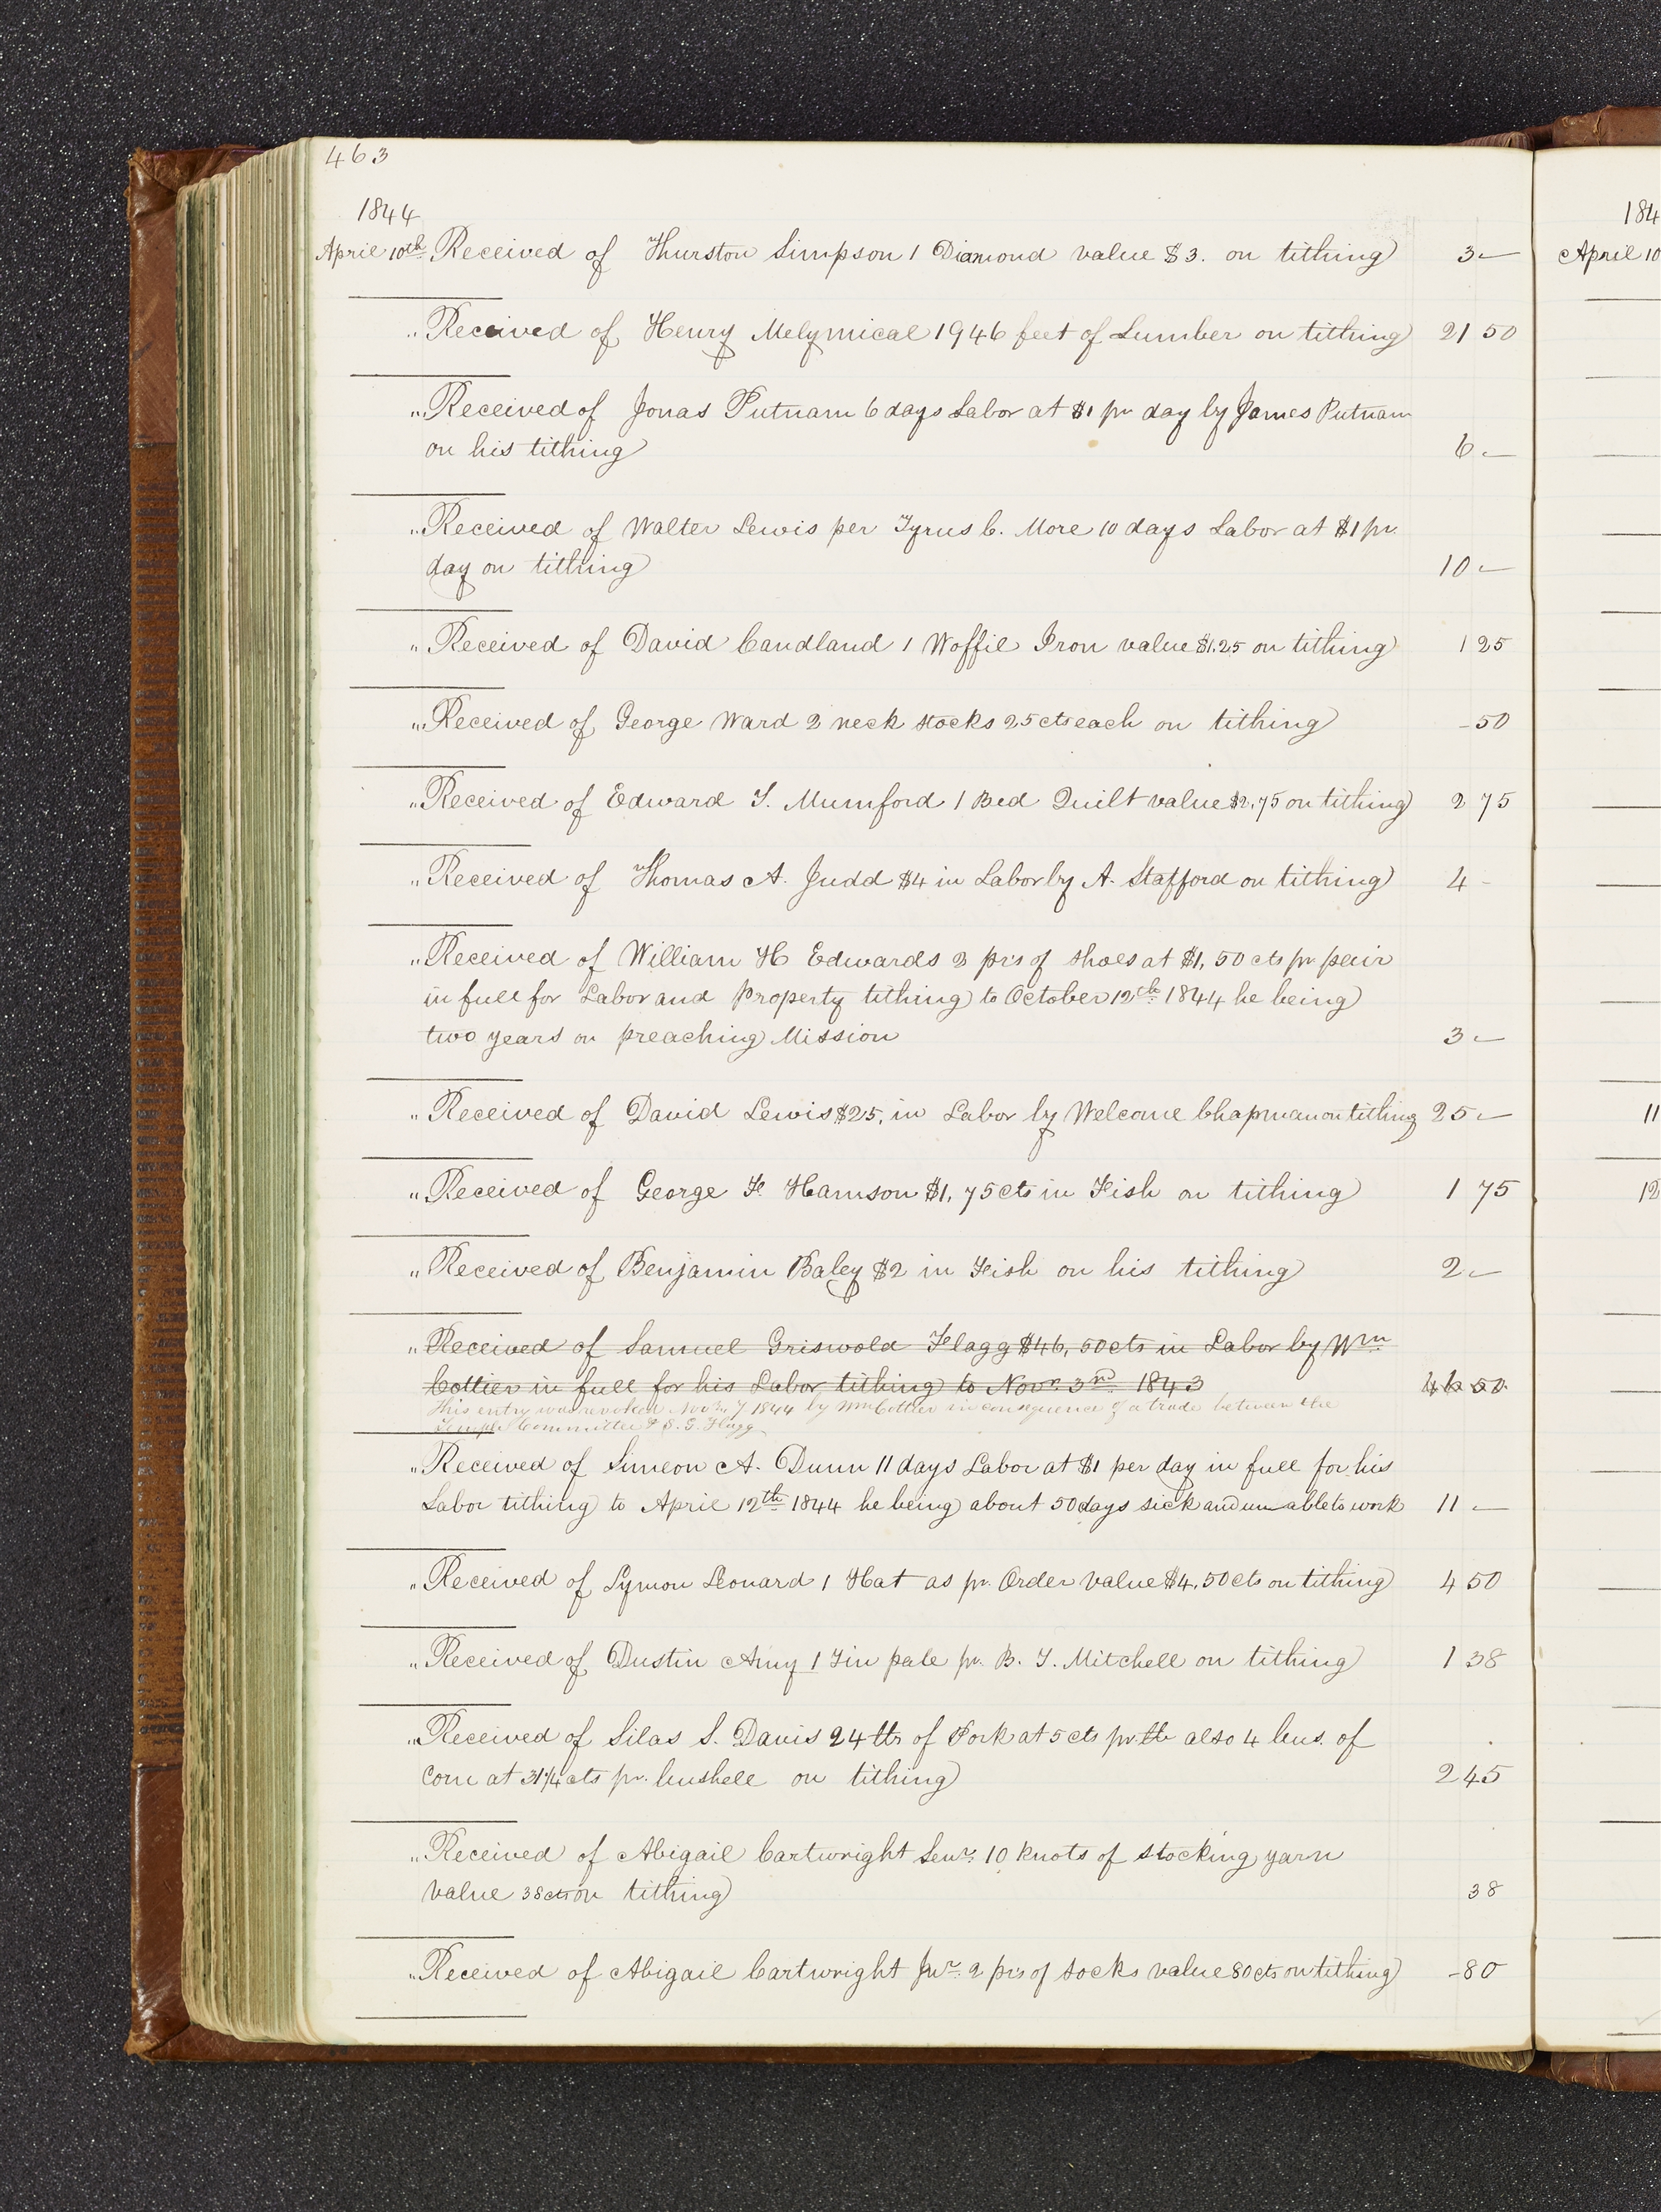 463
1844
April 10th Received of Thurston Simpson 1 Diamond value $3. on tithing 3 —
" Received of Henry Melymical 1946 feet of Lumber on tithing 21 50
" Received of Jonas Putnam 6 days Labor at $1 pr day by James Putnam
on his tithing 6 —
" Received of Walter Lewis per Tyrus C. More 10 days Labor at $1 pr.
day on tithing 10 —
" Received of David Candland 1 Woffil Iron value $1.25 on tithing 1 25
" Received of George Ward 2 neck stocks 25 cts each on tithing - 50
" Received of Edward T. Mumford 1 Bed Quilt value $2,75 on tithing 2 75
" Received of Thomas A. Judd $4 in Labor by A. Stafford on tithing 4 -
" Received of William H Edwards 2 prs of shoes at $1, 50 cts pr pair
in full for Labor and Property tithing to October 12th 1844 he being
two years on preaching Mission 3 —
" Received of David Lewis $25, in Labor by Welcome Chapman on tithing 25 —
" Received of George F. Hamson $1, 75 cts in Fish on tithing 1 75
" Received of Benjamin Baley $2 in Fish on his tithing 2 —
" Received of Samuel Griswold Flagg $46, 50 cts in Labor by Wm
Cottier in full for his Labor tithing to Novr 3rd 1843 46 50
This entry was revoked Nov 7 1844 by Wm Cottier in consequence of a trade between the
Temple Committee & S. G. Flagg
" Received of Simeon A. Dunn 11 days Labor at $1 per day in full for his
Labor tithing to April 12th 1844 he being about 50 days sick and unable to work 11 —
" Received of Lymon Leonard 1 Hat as pr. Order value $4,50 cts on tithing 4 50
" Received of Dustin Amy 1 Tin pale pr. B. T. Mitchell on tithing 1 38
" Received of Silas S. Davis 24 lbs of Pork at 5 cts pr lb also 4 bus. of
Corn at 31 1/4 cts pr. bushell on tithing 2 45
" Received of Abigail Cartwright Senr. 10 knots of stocking yarn
value 38 cts on tithing 38
" Received of Abigail Cartwright Jnr. 2 prs of socks value 80 cts on tithing - 80
184
April 10
11
12